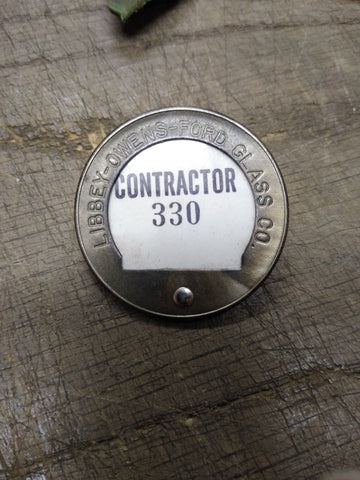 LIBBEY-OWENS-FORD GLASS CO.
CONTRACTOR
330